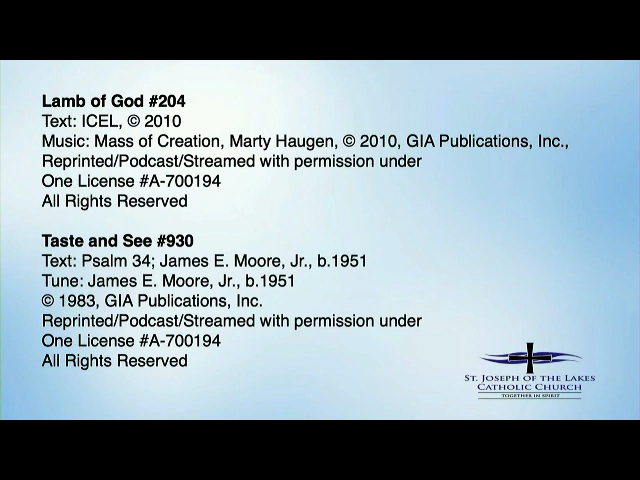 Lamb of God #204
Text: ICEL, © 2010
Music: Mass of Creation, Marty Haugen, © 2010, GIA Publications, Inc.,
Reprinted/Podcast/Streamed with permission under
One License #A-700194
All Rights Reserved
Taste and See #930
Text: Psalm 34; James E. Moore, Jr., b.1951
Tune: James E. Moore, Jr., b.1951
© 1983, GIA Publications, Inc.
Reprinted/Podcast/Streamed with permission under
One License #A-700194
All Rights Reserved
St. Joseph of the Lakes
Catholic Church
Together in Spirit